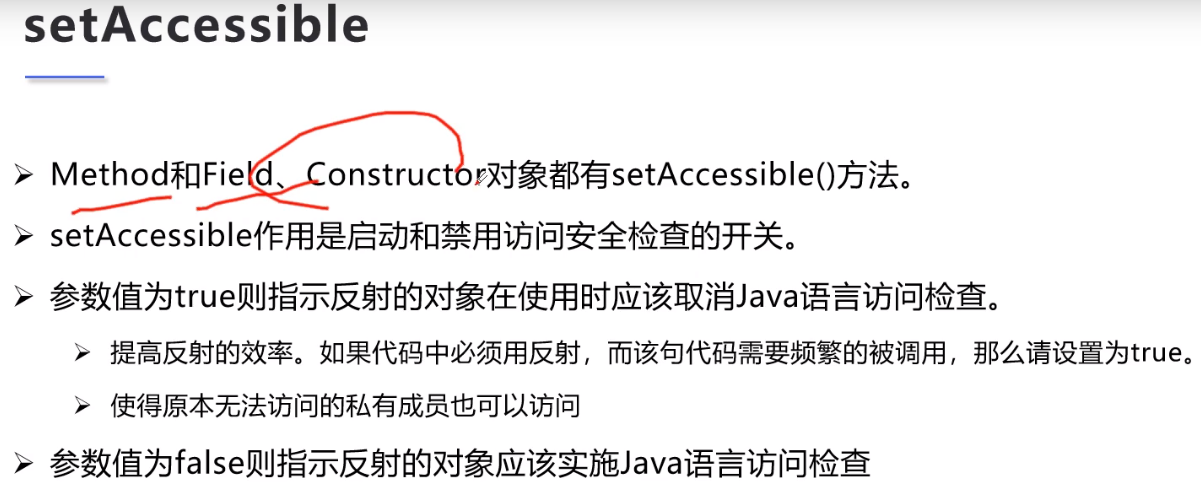 setAccessible
Method和Field、Constructor对象都有setAccessible()方法。
setAccessible作用是启动和禁用访问安全检查的开关。
参数值为true则指示反射的对象在使用时应该取消Java语言访问检查。
提高反射的效率。如果代码中必须用反射，而该句代码需要频繁的被调用，那么请设置为true。
使得原本无法访问的私有成员也可以访问
参数值为false则指示反射的对象应该实施Java语言访问检查